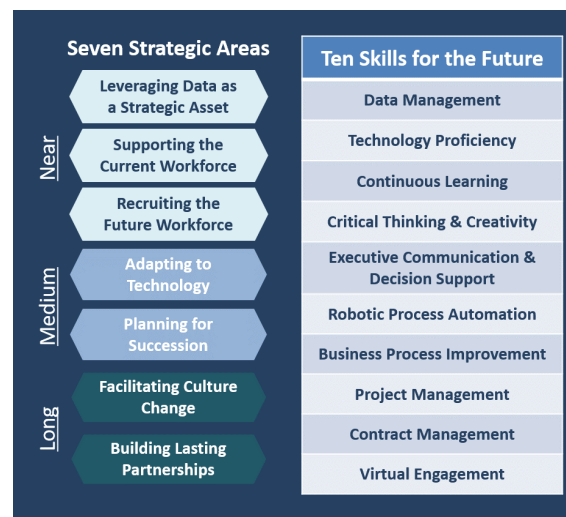 Seven Strategic Areas
Near
Leveraging Data as
a Strategic Asset
Supporting the
Current Workforce
Recruiting the
Future Workforce
Medium
Adapting to
Technology
Planning for
Succession
Long
Facilitating Culture
Change
Building Lasting
Partnerships
Ten Skills for the Future
Data Management
Technology Proficiency
Continuous Learning
Critical Thinking & Creativity
Executive Communication &
Decision Support
Robotic Process Automation
Business Process Improvement
Project Management
Contract Management
Virtual Engagement